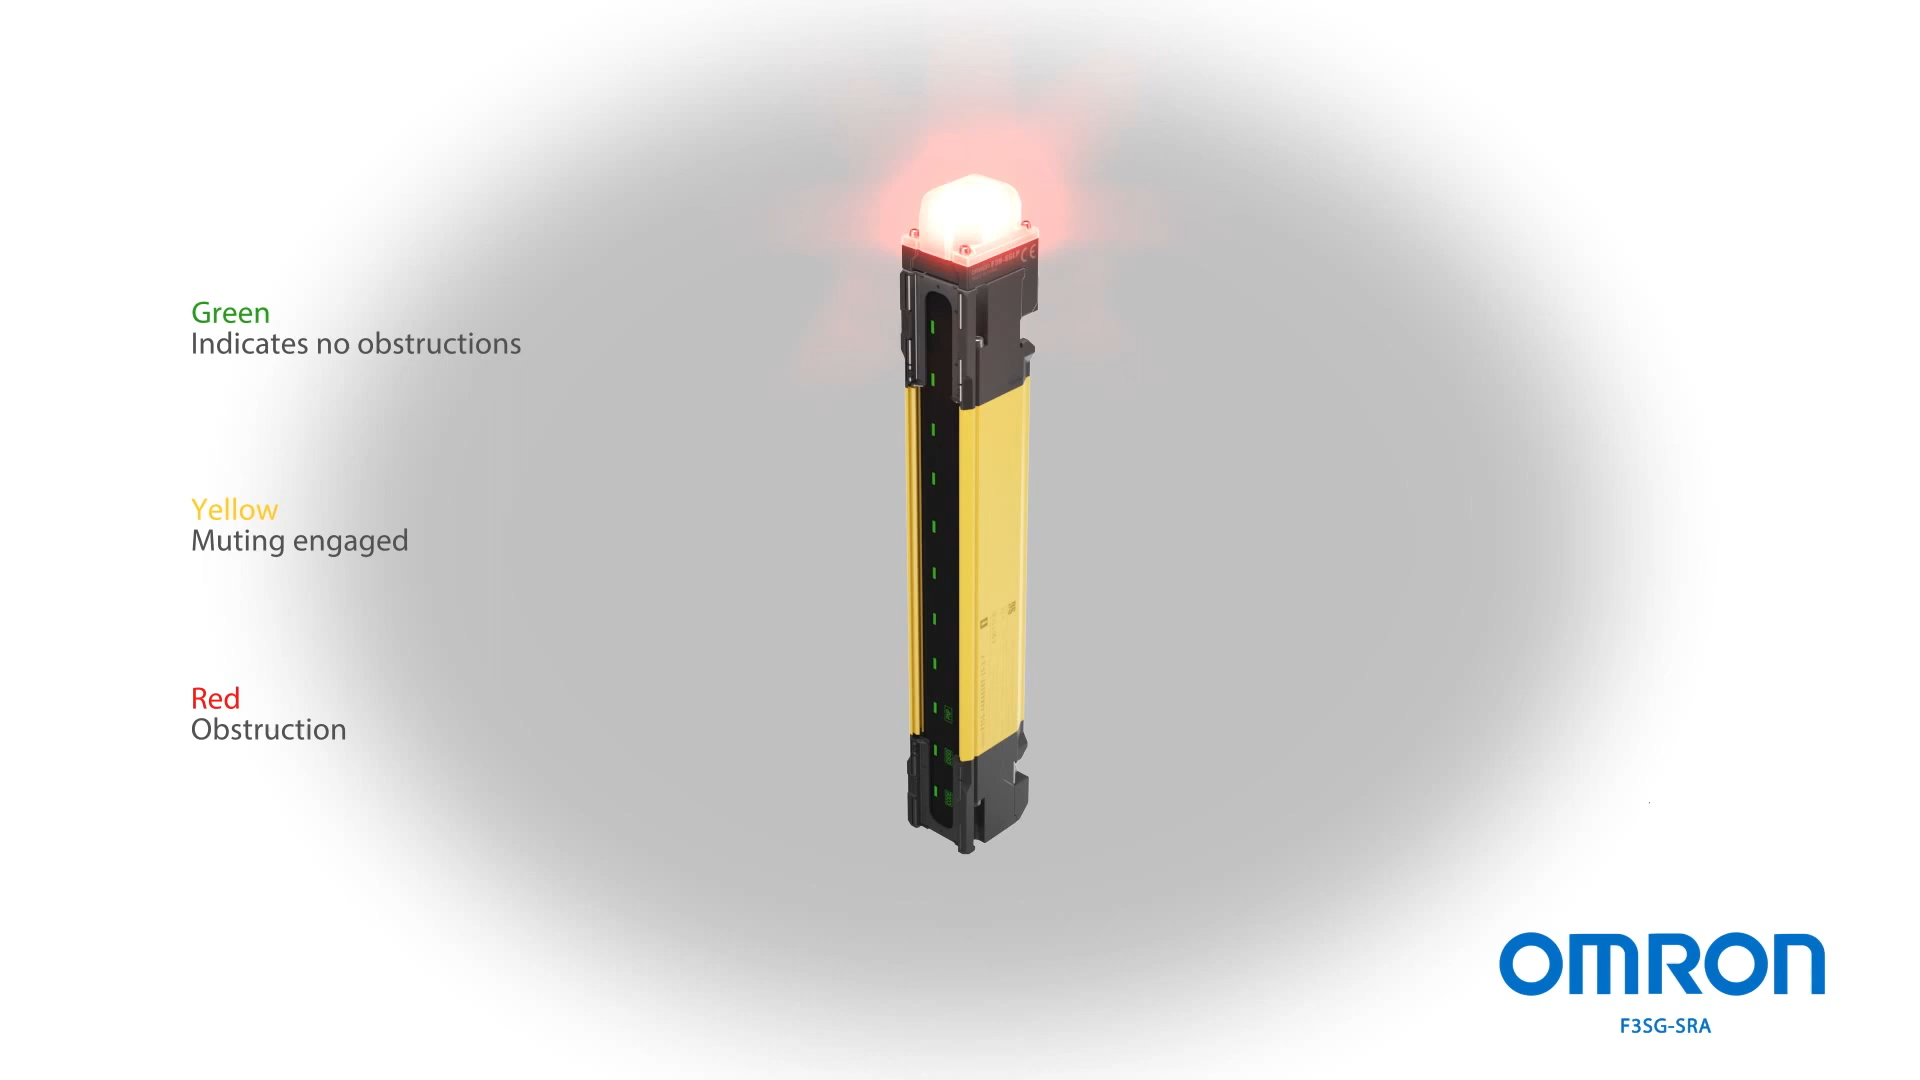 Green
Indicates no obstructions
Yellow
Muting engaged
Red
Obstruction
OMRON
F3SG-SRA